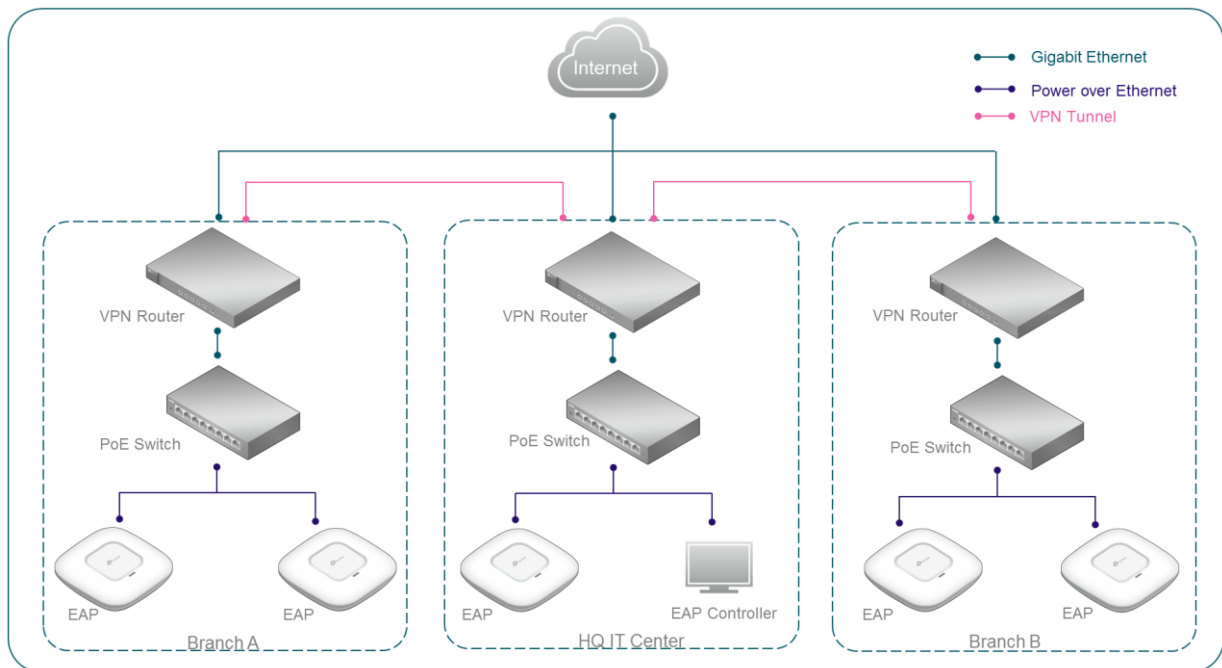 Internet
Gigabit Ethernet
Power over Ethernet
VPN Tunnel
VPN Router
VPN Router
VPN Router
PoE Switch
PoE Switch
PoE Switch
EAP
EAP
EAP
EAP Controller
EAP
EAP
Branch A
HQ IT Center
Branch B